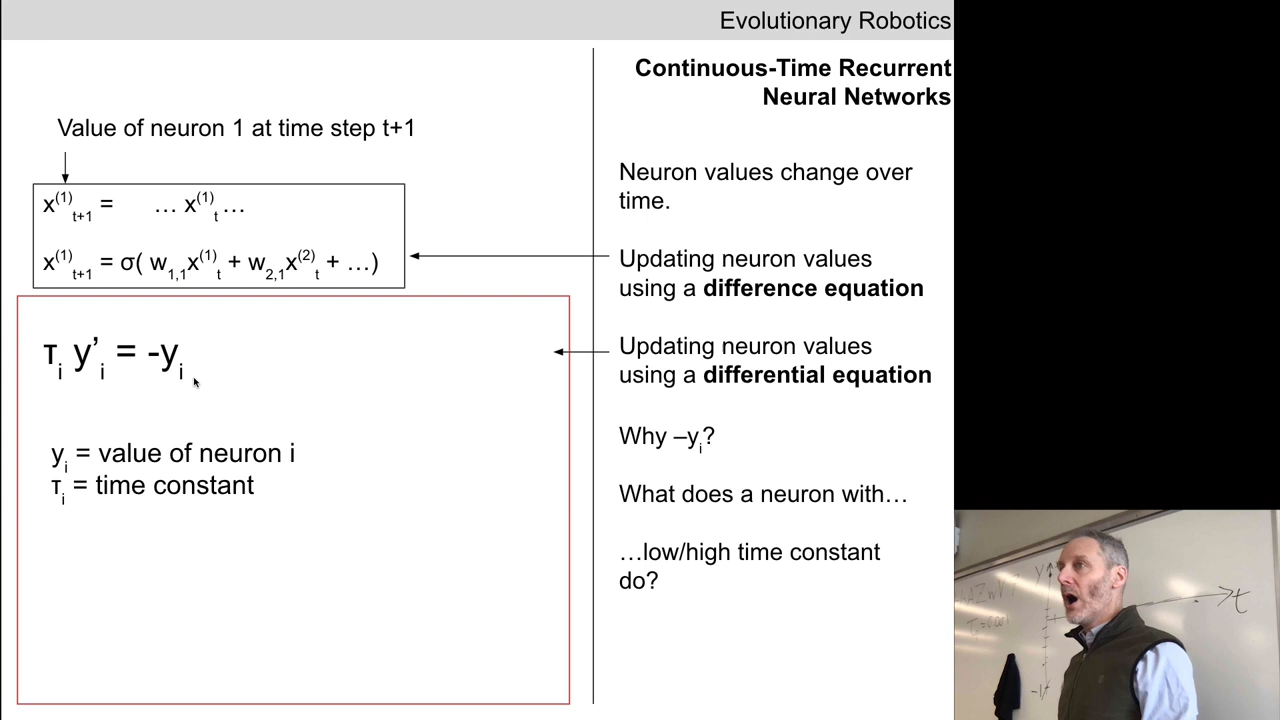 Evolutionary Robotics
Continuous-Time Recurrent
Neural Networks
Value of neuron 1 at time step t+1
x(1)t+1 = … x(1)t …
x(1)t+1 = σ( w1,1x(1)t + w2,1x(2)t + …)
τi y’i = -yi
yi = value of neuron i
τi = time constant
Neuron values change over
time.
Updating neuron values
using a difference equation
Updating neuron values
using a differential equation
Why –yi?
What does a neuron with…
…low/high time constant
do?
y
t